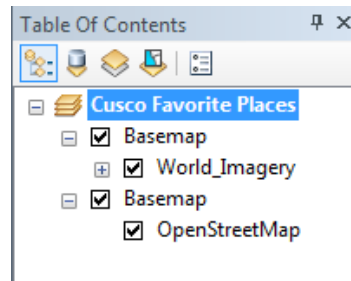 Table Of Contents
Cusco Favorite Places
Basemap
World_Imagery
Basemap
OpenStreetMap